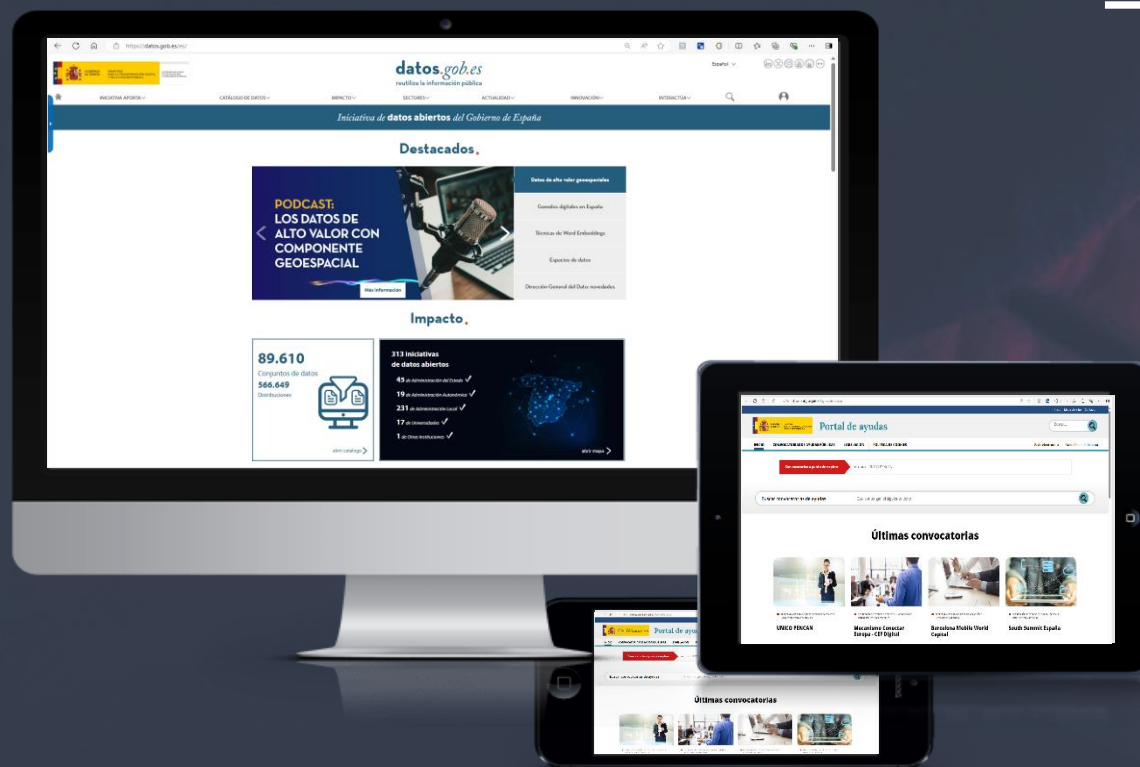 https://datos.gob.es/es/
datos.gob.es
reutiliza la información pública
Español
INICIATIVA APORTA
CATÁLOGO DE DATOS
IMPACTO
SECTORES
ACTUALIDAD
INNOVACIÓN
INTERACTÚA
Iniciativa de datos abiertos del Gobierno de España
Destacados.
PODCAST:
LOS DATOS DE
ALTO VALOR CON
COMPONENTE
GEOESPACIAL
Más información
Datos de alto valor geoespaciales
Gemelos digitales en España
Técnicas de Word Embeddings
Espacios de datos
Dirección General del Dato: novedades
Impacto.
89.610
Conjuntos de datos
566.649
Distribuciones
abrir catálogo
313 Iniciativas
de datos abiertos
45 de Administración del Estado
19 de Administración Autonómica
231 de Administración Local
17 de Universidades
1 de Otras Instituciones
abrir mapa
Portal de ayudas
Buscar convocatorias de ayudas
Últimas convocatorias
UNICO PENCAN
Mecanismo Conectar
Europa - CEF Digital
Barcelona Mobile World
Capital
South Summit España
Portal de ayu
Últimas convocatorias